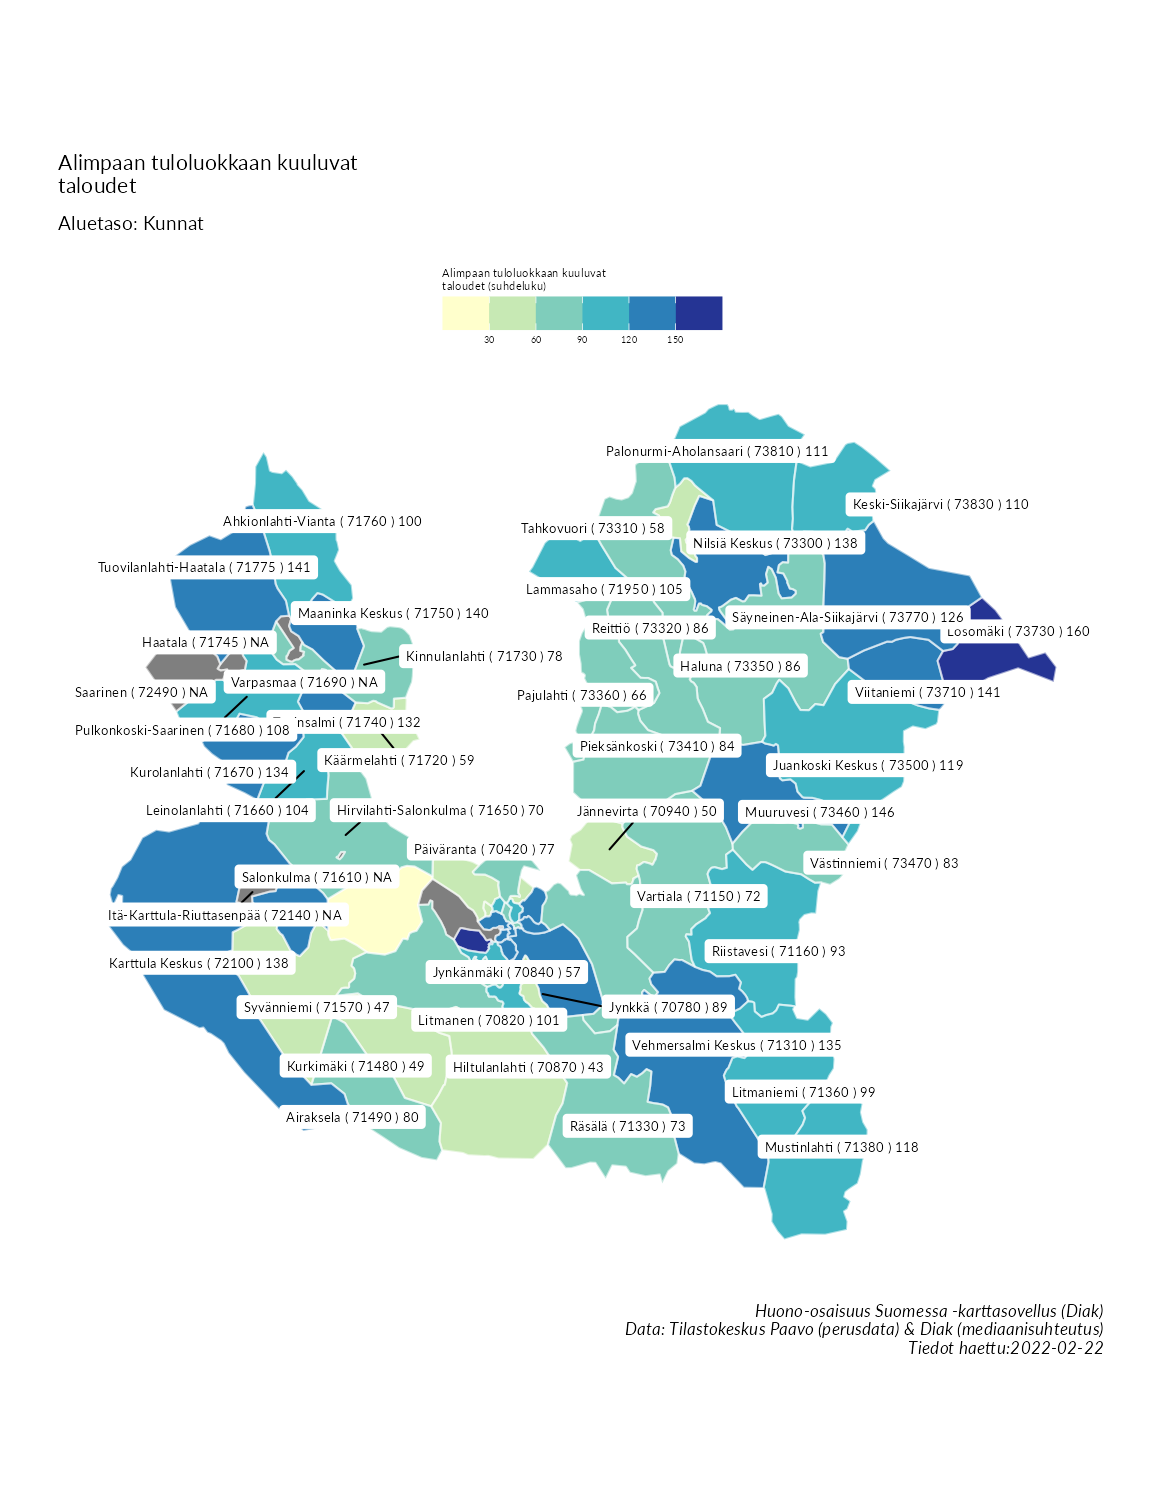 Alimpaan tuloluokkaan kuuluvat
taloudet
Aluetaso: Kunnat
Alimpaan tuloluokkaan kuuluvat
taloudet (suhdeluku)
30 60 90 120 150
Palonurmi-Aholansaari ( 73810 ) 111
Keski-Siikajärvi ( 73830 ) 110
Ahkionlahti-Vianta ( 71760 ) 100
Tahkovuori ( 73310 ) 58
Nilsiä Keskus ( 73300 ) 138
Tuovilanlahti-Haatala ( 71775 ) 141
Lammasaho ( 71950 ) 105
Maaninka Keskus ( 71750 ) 140
Säyneinen-Ala-Siikajärvi ( 73770 ) 126
Reittiö ( 73320 ) 86
Losomäki ( 73730 ) 160
Haatala ( 71745 ) NA
Kinnulanlahti ( 71730 ) 78
Haluna ( 73350 ) 86
Varpasmaa ( 71690 ) NA
Saarinen ( 72490 ) NA
Pajulahti ( 73360 ) 66
Viitaniemi ( 73710 ) 141
nsalmi ( 71740 ) 132
Pulkonkoski-Saarinen ( 71680 ) 108
Pieksänkoski ( 73410 ) 84
Käärmelahti ( 71720 ) 59
Juankoski Keskus ( 73500 ) 119
Kurolanlahti ( 71670 ) 134
Leinolanlahti ( 71660 ) 104
Hirvilahti-Salonkulma ( 71650 ) 70
Jännevirta ( 70940 ) 50
Muuruvesi ( 73460 ) 146
Päiväranta ( 70420 ) 77
Västinniemi ( 73470 ) 83
Salonkulma ( 71610 ) NA
Vartiala ( 71150 ) 72
Itä-Karttula-Riuttasenpää ( 72140 ) NA
Riistavesi ( 71160 ) 93
Karttula Keskus ( 72100 ) 138
Jynkänmäki ( 70840 ) 57
Syvänniemi ( 71570 ) 47
Jynkkä ( 70780 ) 89
Litmanen ( 70820 ) 101
Vehmersalmi Keskus ( 71310 ) 135
Kurkimäki ( 71480 ) 49
Hiltulanlahti ( 70870 ) 43
Litmaniemi ( 71360 ) 99
Airaksela ( 71490 ) 80
Räsälä ( 71330 ) 73
Mustinlahti ( 71380 ) 118
Huono-osaisuus Suomessa -karttasovellus (Diak)
Data: Tilastokeskus Paavo (perusdata) & Diak (mediaanisuhteutus)
Tiedot haettu:2022-02-22